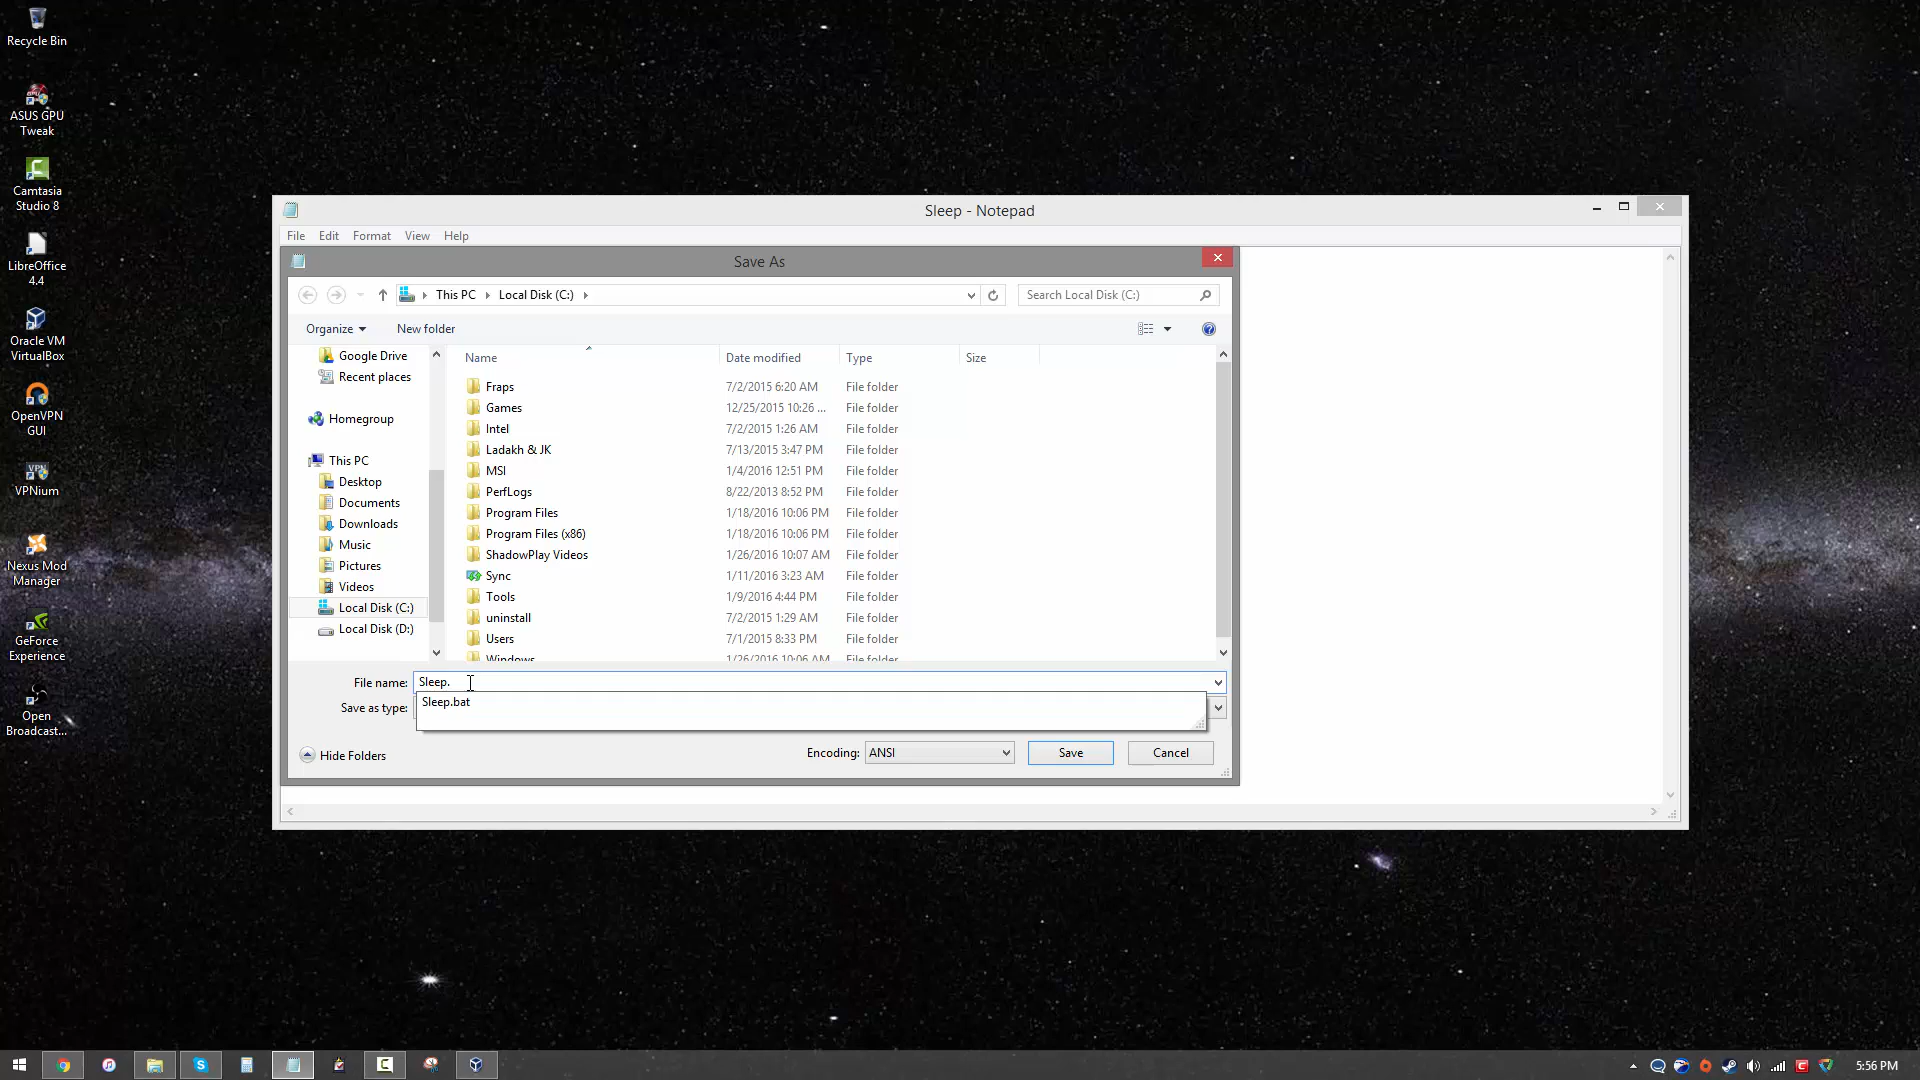 Recycle Bin
ASUS GPU
Tweak
Camtasia
Studio 8
LibreOffice
4.4
Oracle VM
VirtualBox
OpenVPN
GUI
VPNium
Nexus Mod
Manager
GeForce
Experience
Open
Broadcast...
Sleep - Notepad
File Edit Format View Help
Save As
This PC Local Disk (C:) Search Local Disk (C:)
Organize New folder
Google Drive
Recent places
Homegroup
This PC
Desktop
Documents
Downloads
Music
Pictures
Videos
Local Disk (C:)
Local Disk (D:)
Name Date modified Type Size
Fraps 7/2/2015 6:20 AM File folder
Games 12/25/2015 10:26 ... File folder
Intel 7/2/2015 1:26 AM File folder
Ladakh & JK 7/13/2015 3:47 PM File folder
MSI 1/4/2016 12:51 PM File folder
PerfLogs 8/22/2013 8:52 PM File folder
Program Files 1/18/2016 10:06 PM File folder
Program Files (x86) 1/18/2016 10:06 PM File folder
ShadowPlay Videos 1/26/2016 10:07 AM File folder
Sync 1/11/2016 3:23 AM File folder
Tools 1/9/2016 4:44 PM File folder
uninstall 7/2/2015 1:29 AM File folder
Users 7/1/2015 8:33 PM File folder
Windows 1/26/2016 10:06 AM File folder
File name: Sleep.
Sleep.bat
Save as type:
Hide Folders Encoding: ANSI Save Cancel
5:56 PM